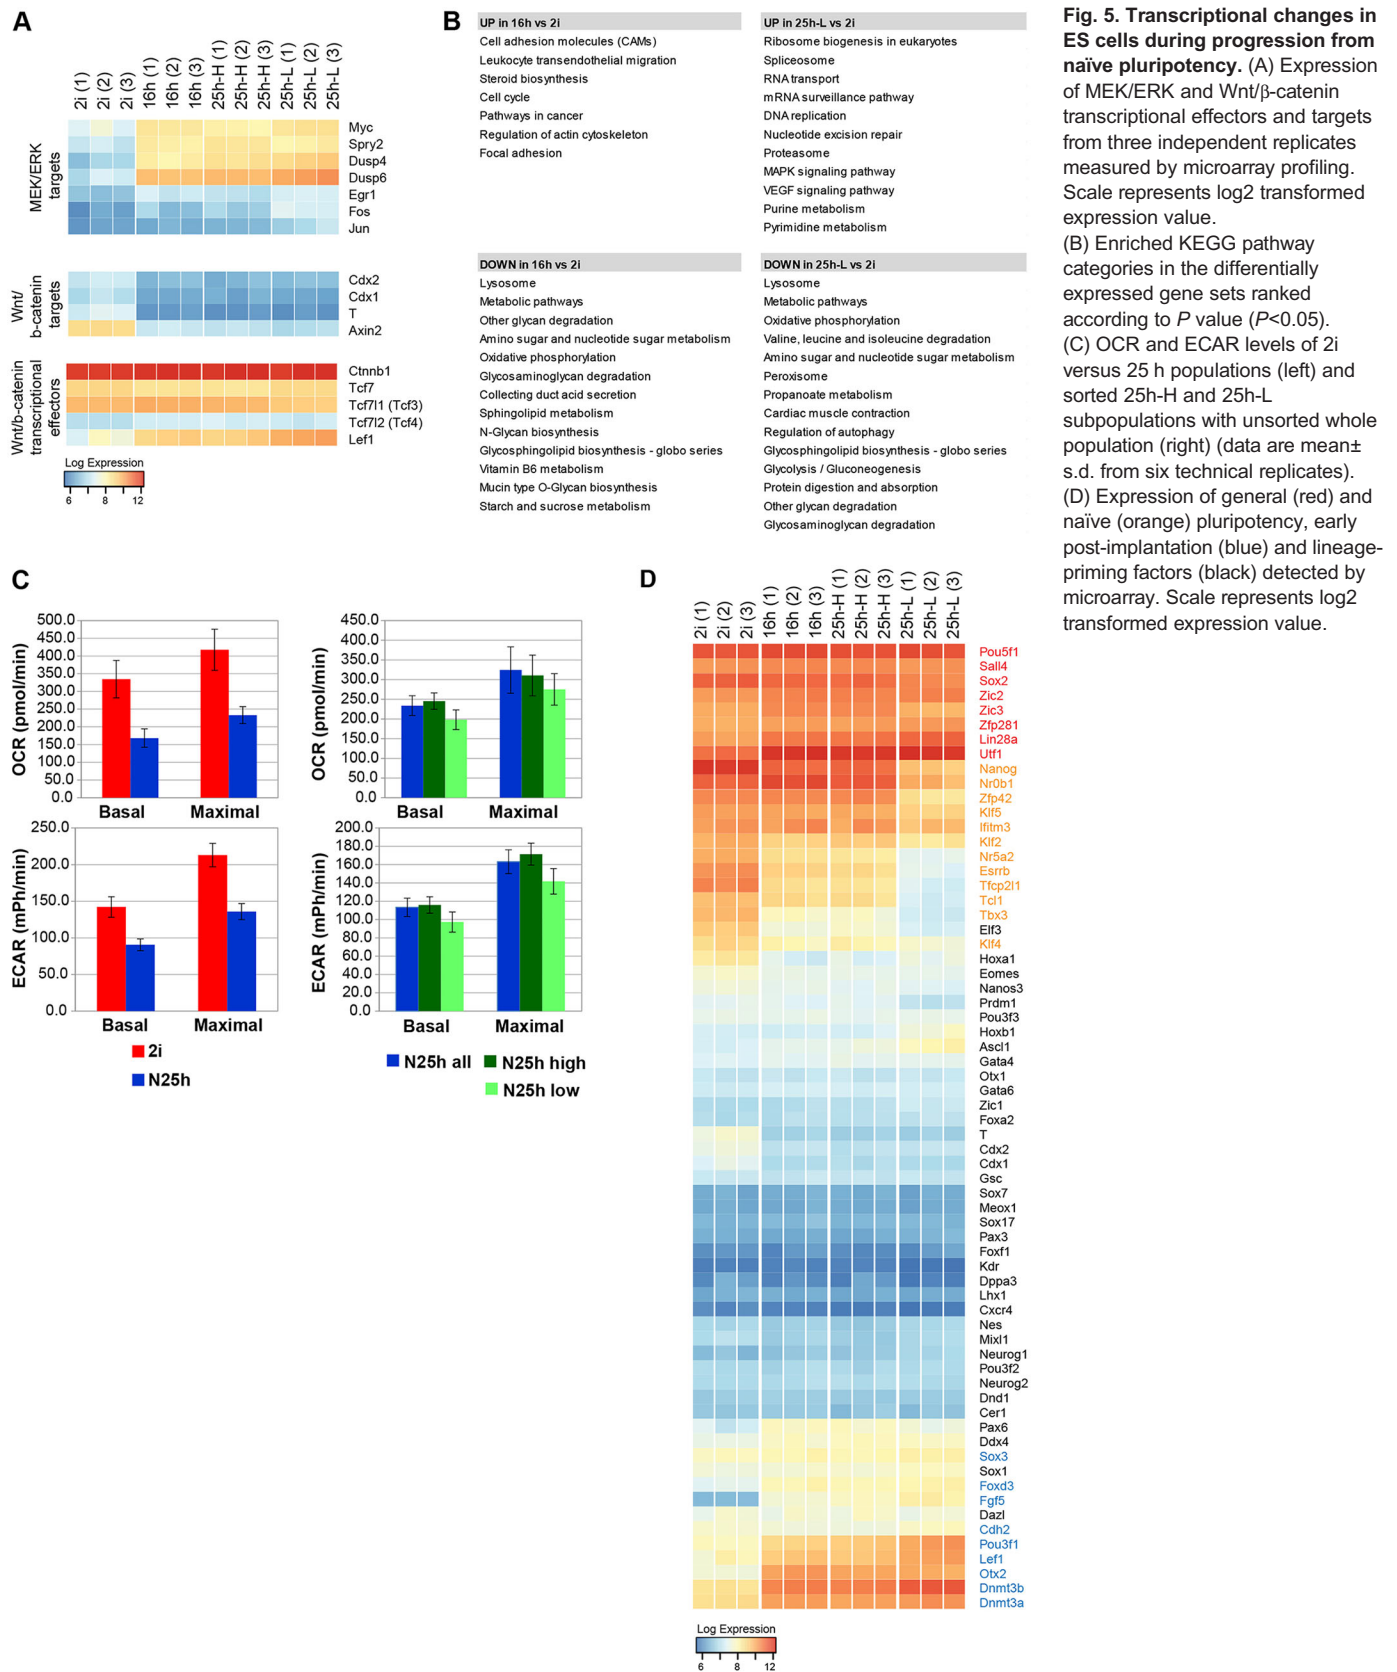 A
2i (1)
2i (2)
2i (3)
16h (1)
16h (2)
16h (3)
25h-H (1)
25h-H (2)
25h-H (3)
25h-L (1)
25h-L (2)
25h-L (3)
MEK/ERK
targets
Myc
Spry2
Dusp4
Dusp6
Egr1
Fos
Jun
Wnt/
b-catenin
targets
Cdx2
Cdx1
T
Axin2
Wnt/b-catenin
transcriptional
effectors
Ctnnb1
Tcf7
Tcf7l1 (Tcf3)
Tcf7l2 (Tcf4)
Lef1
Log Expression
6 8 12
B
UP in 16h vs 2i
Cell adhesion molecules (CAMs)
Leukocyte transendothelial migration
Steroid biosynthesis
Cell cycle
Pathways in cancer
Regulation of actin cytoskeleton
Focal adhesion
UP in 25h-L vs 2i
Ribosome biogenesis in eukaryotes
Spliceosome
RNA transport
mRNA surveillance pathway
DNA replication
Nucleotide excision repair
Proteasome
MAPK signaling pathway
VEGF signaling pathway
Purine metabolism
Pyrimidine metabolism
DOWN in 16h vs 2i
Lysosome
Metabolic pathways
Other glycan degradation
Amino sugar and nucleotide sugar metabolism
Oxidative phosphorylation
Glycosaminoglycan degradation
Collecting duct acid secretion
Sphingolipid metabolism
N-Glycan biosynthesis
Glycosphingolipid biosynthesis - globo series
Vitamin B6 metabolism
Mucin type O-Glycan biosynthesis
Starch and sucrose metabolism
DOWN in 25h-L vs 2i
Lysosome
Metabolic pathways
Oxidative phosphorylation
Valine, leucine and isoleucine degradation
Amino sugar and nucleotide sugar metabolism
Peroxisome
Propanoate metabolism
Cardiac muscle contraction
Regulation of autophagy
Glycosphingolipid biosynthesis - globo series
Glycolysis / Gluconeogenesis
Protein digestion and absorption
Other glycan degradation
Glycosaminoglycan degradation
Fig. 5. Transcriptional changes in
ES cells during progression from
naïve pluripotency. (A) Expression
of MEK/ERK and Wnt/β-catenin
transcriptional effectors and targets
from three independent replicates
measured by microarray profiling.
Scale represents log2 transformed
expression value.
(B) Enriched KEGG pathway
categories in the differentially
expressed gene sets ranked
according to P value (P<0.05).
(C) OCR and ECAR levels of 2i
versus 25 h populations (left) and
sorted 25h-H and 25h-L
subpopulations with unsorted whole
population (right) (data are mean±
s.d. from six technical replicates).
(D) Expression of general (red) and
naïve (orange) pluripotency, early
post-implantation (blue) and lineage-
priming factors (black) detected by
microarray. Scale represents log2
transformed expression value.
C
OCR (pmol/min)
500.0
450.0
400.0
350.0
300.0
250.0
200.0
150.0
100.0
50.0
0.0
Basal Maximal
OCR (pmol/min)
450.0
400.0
350.0
300.0
250.0
200.0
150.0
100.0
50.0
0.0
Basal Maximal
ECAR (mPh/min)
250.0
200.0
150.0
100.0
50.0
0.0
Basal Maximal
2i
N25h
ECAR (mPh/min)
200.0
180.0
160.0
140.0
120.0
100.0
80.0
60.0
40.0
20.0
0.0
Basal Maximal
N25h all N25h high
N25h low
D
2i (1)
2i (2)
2i (3)
16h (1)
16h (2)
16h (3)
25h-H (1)
25h-H (2)
25h-H (3)
25h-L (1)
25h-L (2)
25h-L (3)
Pou5f1
Sall4
Sox2
Zic2
Zic3
Zfp281
Lin28a
Utf1
Nanog
Nr0b1
Zfp42
Klf5
Ifitm3
Klf2
Nr5a2
Esrrb
Tfcp2l1
Tcl1
Tbx3
Elf3
Klf4
Hoxa1
Eomes
Nanos3
Prdm1
Pou3f3
Hoxb1
Ascl1
Gata4
Otx1
Gata6
Zic1
Foxa2
T
Cdx2
Cdx1
Gsc
Sox7
Meox1
Sox17
Pax3
Foxf1
Kdr
Dppa3
Lhx1
Cxcr4
Nes
Mixl1
Neurog1
Pou3f2
Neurog2
Dnd1
Cer1
Pax6
Ddx4
Sox3
Sox1
Foxd3
Fgf5
Dazl
Cdh2
Pou3f1
Lef1
Otx2
Dnmt3b
Dnmt3a
Log Expression
6 8 12